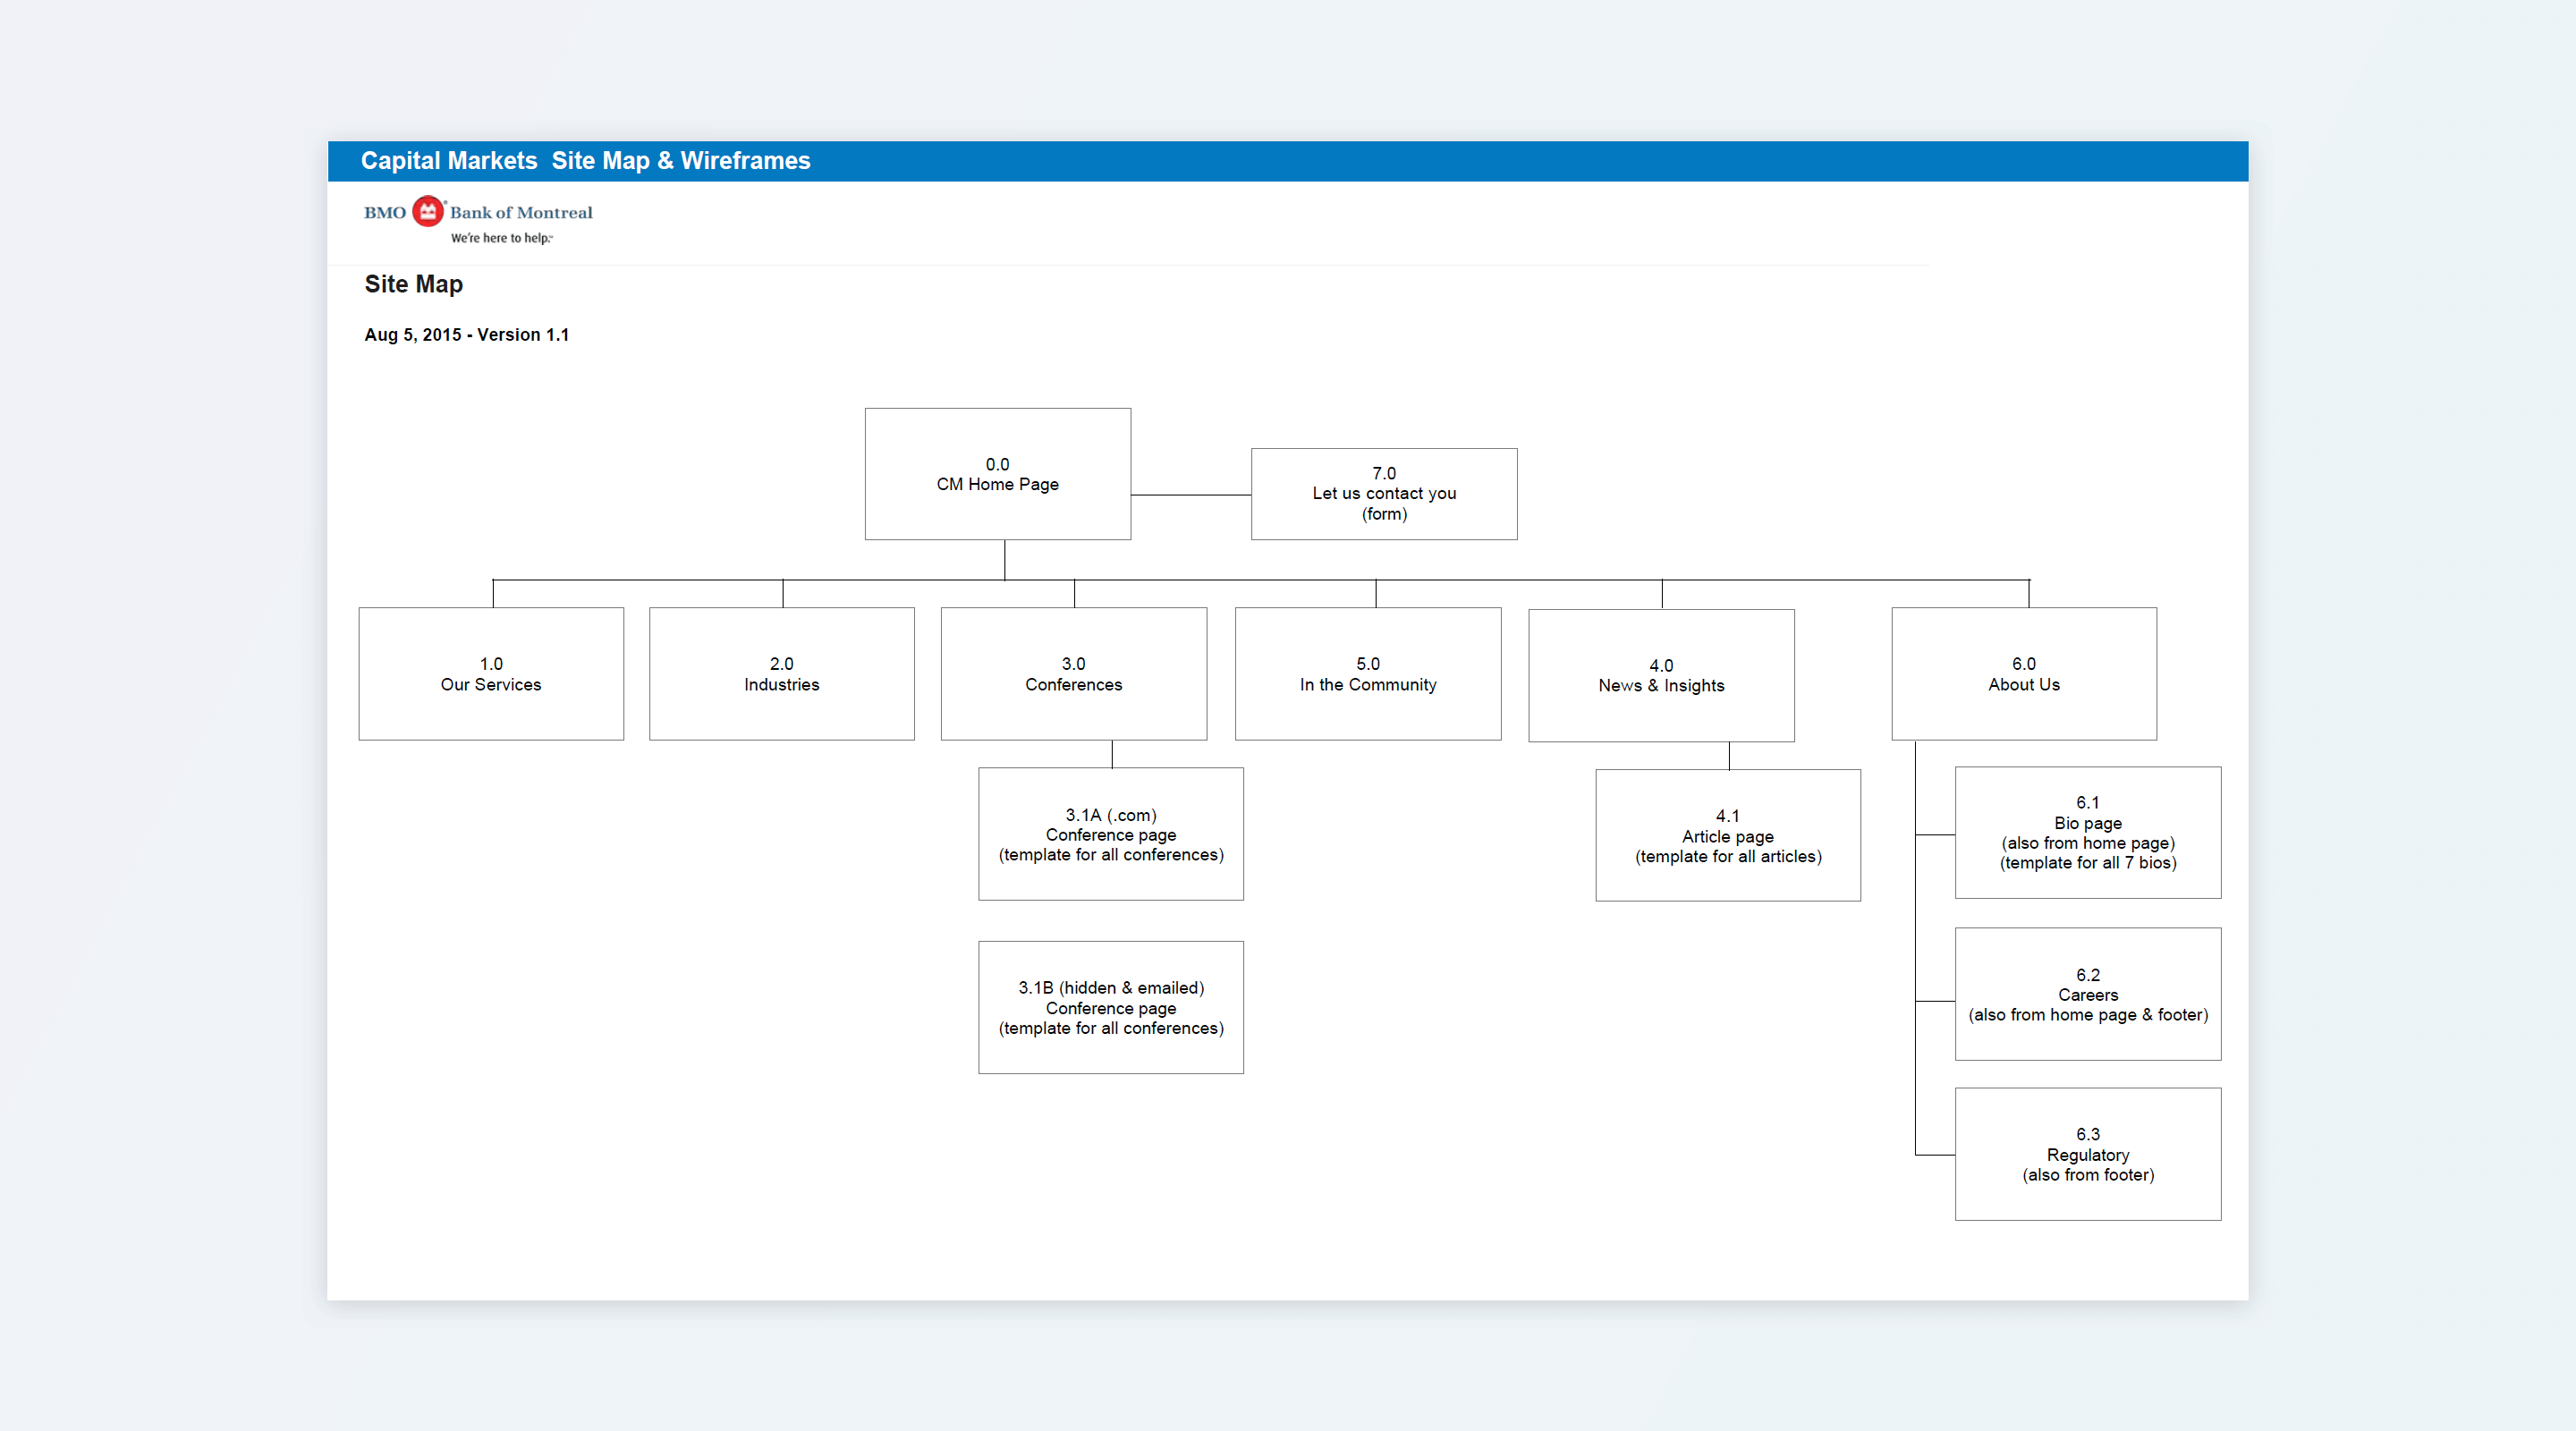 Capital Markets  Site Map & Wireframes
BMO Bank of Montreal
We're here to help.™
Site Map
Aug 5, 2015 - Version 1.1
0.0
CM Home Page
7.0
Let us contact you
(form)
1.0
Our Services
2.0
Industries
3.0
Conferences
5.0
In the Community
4.0
News & Insights
6.0
About Us
3.1A (.com)
Conference page
(template for all conferences)
4.1
Article page
(template for all articles)
6.1
Bio page
(also from home page)
(template for all 7 bios)
3.1B (hidden & emailed)
Conference page
(template for all conferences)
6.2
Careers
(also from home page & footer)
6.3
Regulatory
(also from footer)